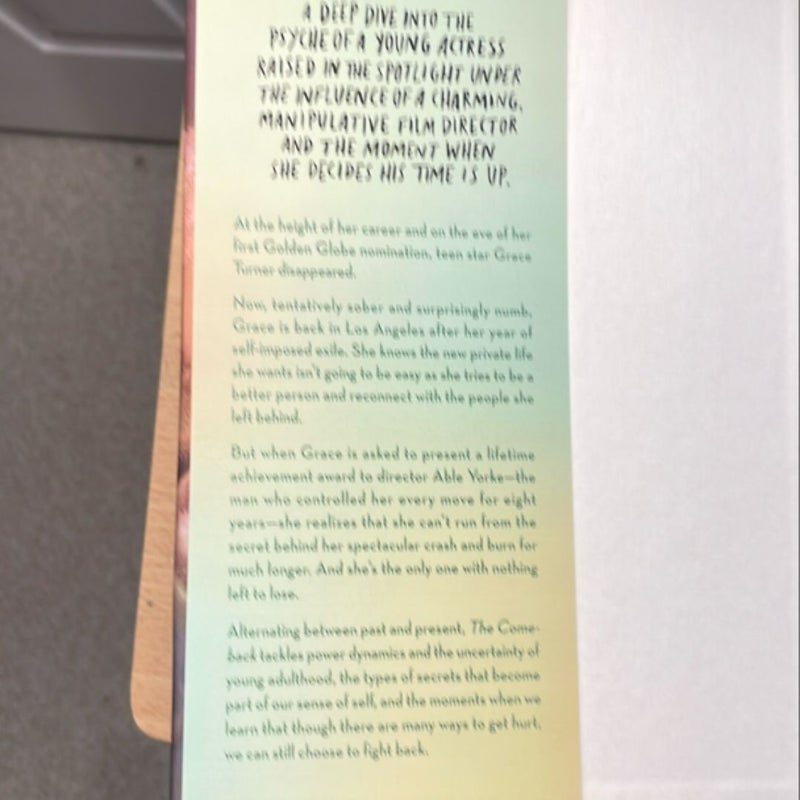 A DEEP DIVE INTO THE
PSYCHE OF A YOUNG ACTRESS
RAISED IN THE SPOTLIGHT UNDER
THE INFLUENCE OF A CHARMING,
MANIPULATIVE FILM DIRECTOR
AND THE MOMENT WHEN
SHE DECIDES HIS TIME IS UP.
At the height of her career and on the eve of her
first Golden Globe nomination, teen star Grace
Turner disappeared.
Now, tentatively sober and surprisingly numb,
Grace is back in Los Angeles after her year of
self-imposed exile. She knows the new private life
she wants isn't going to be easy as she tries to be a
better person and reconnect with the people she
left behind.
But when Grace is asked to present a lifetime
achievement award to director Able Yorke—the
man who controlled her every move for eight
years—she realizes that she can't run from the
secret behind her spectacular crash and burn for
much longer. And she's the only one with nothing
left to lose.
Alternating between past and present, The Come-
back tackles power dynamics and the uncertainty of
young adulthood, the types of secrets that become
part of our sense of self, and the moments when we
learn that though there are many ways to get hurt,
we can still choose to fight back.